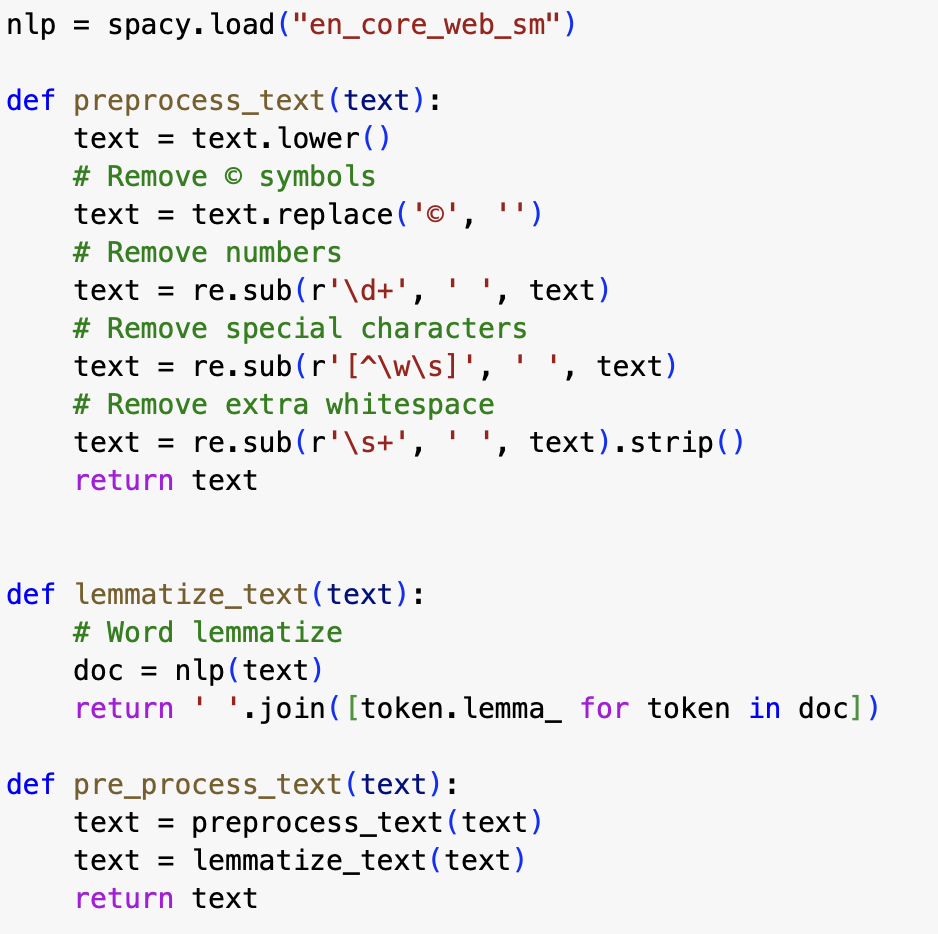 nlp = spacy.load("en_core_web_sm")
def preprocess_text(text):
    text = text.lower()
    # Remove © symbols
    text = text.replace('©', '')
    # Remove numbers
    text = re.sub(r'\d+', ' ', text)
    # Remove special characters
    text = re.sub(r'[^\w\s]', ' ', text)
    # Remove extra whitespace
    text = re.sub(r'\s+', ' ', text).strip()
    return text
def lemmatize_text(text):
    # Word lemmatize
    doc = nlp(text)
    return ' '.join([token.lemma_ for token in doc])
def pre_process_text(text):
    text = preprocess_text(text)
    text = lemmatize_text(text)
    return text